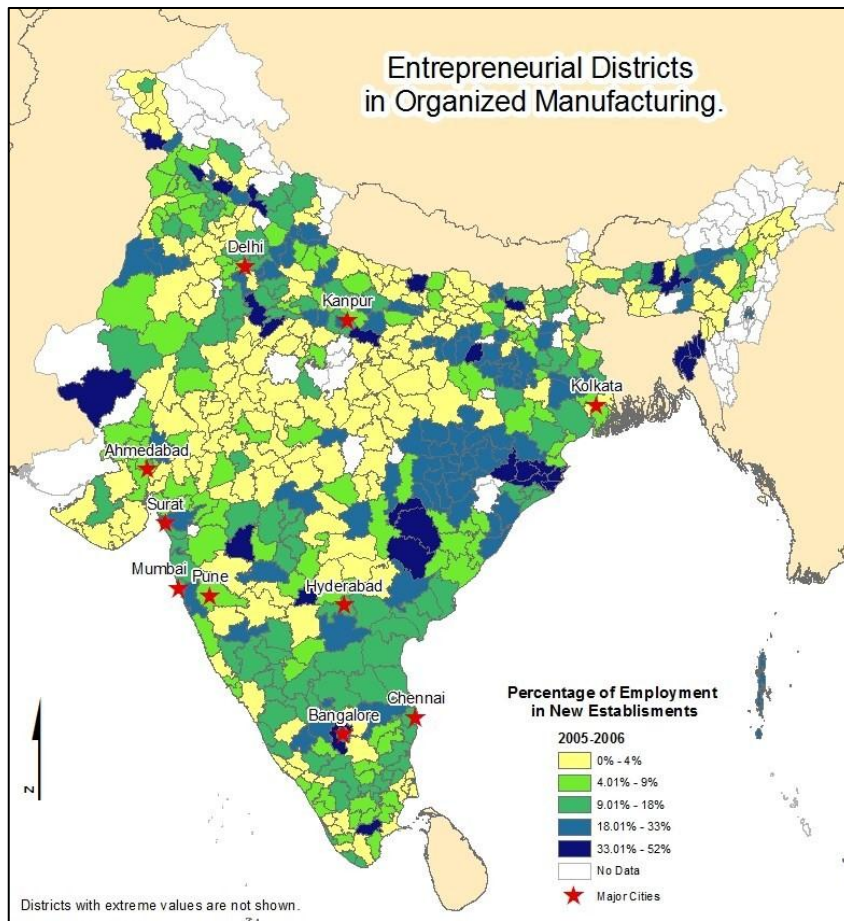 Entrepreneurial Districts
in Organized Manufacturing.
Delhi
Kanpur
Kolkata
Ahmedabad
Surat
Mumbai
Pune
Hyderabad
Chennai
Bangalore
Percentage of Employment
in New Establisments
2005-2006
0% - 4%
4.01% - 9%
9.01% - 18%
18.01% - 33%
33.01% - 52%
No Data
Major Cities
N
Districts with extreme values are not shown.